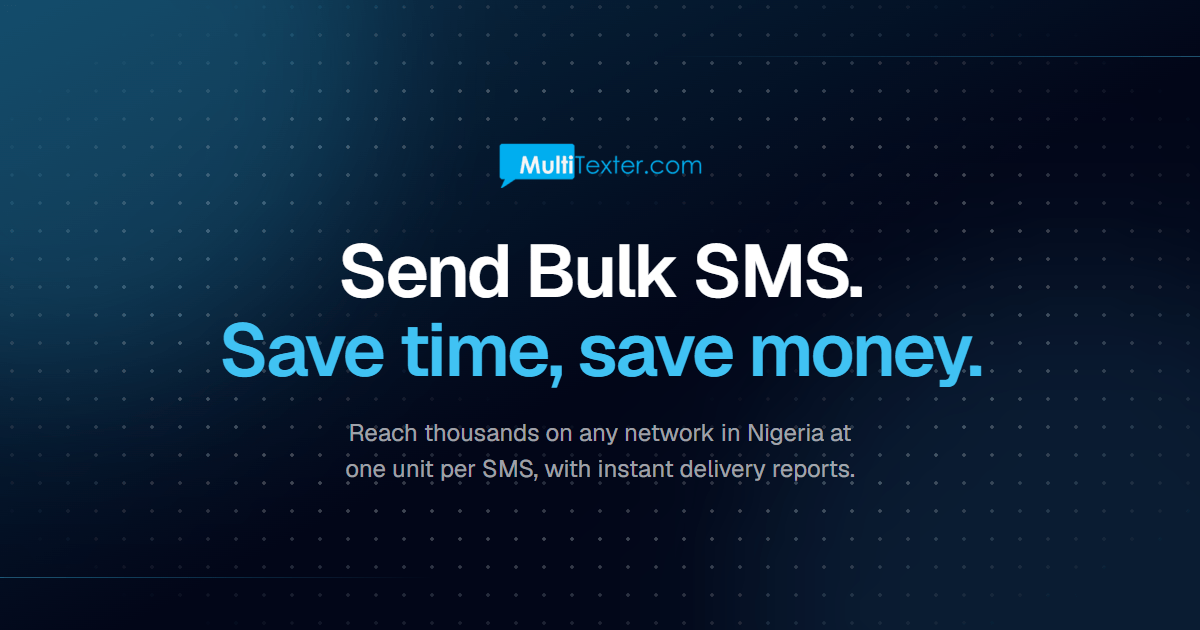 MultiTexter.com
Send Bulk SMS.
Save time, save money.
Reach thousands on any network in Nigeria at
one unit per SMS, with instant delivery reports.